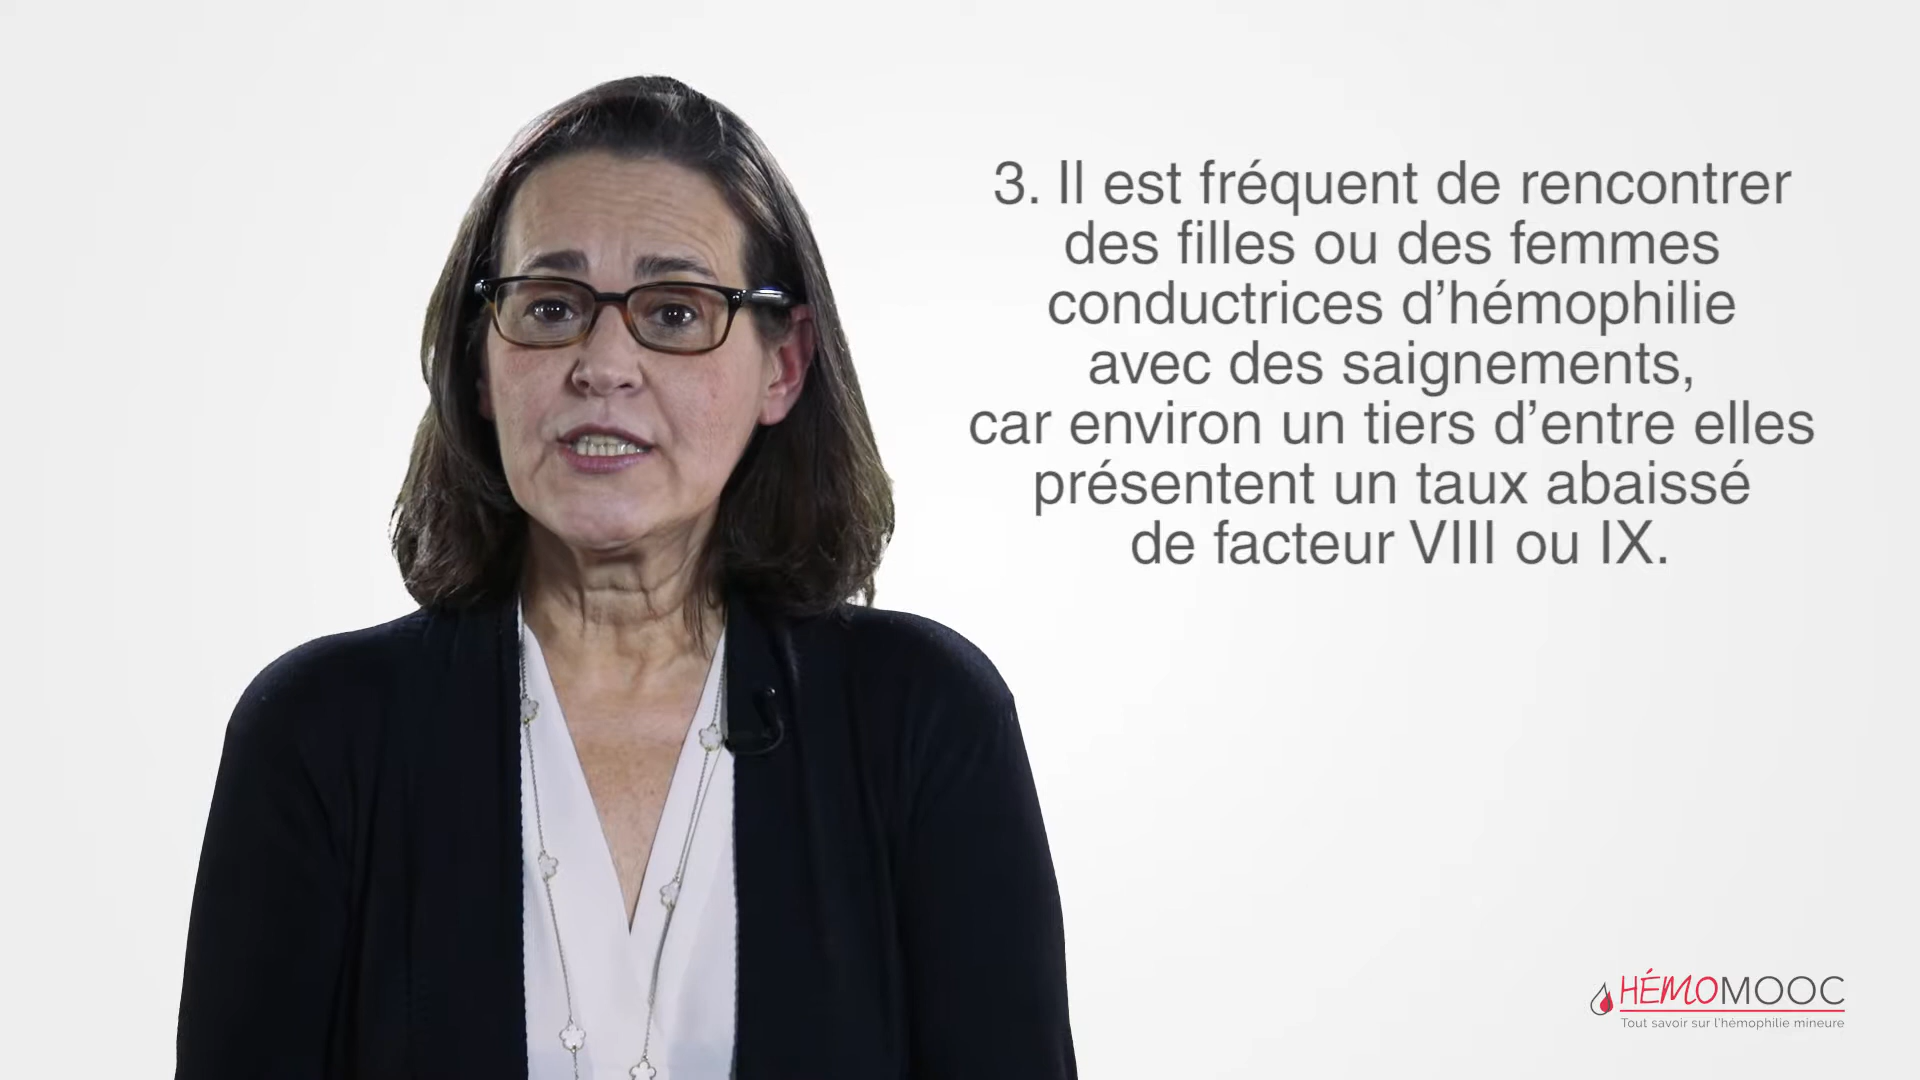 3. Il est fréquent de rencontrer
des filles ou des femmes
conductrices d’hémophilie
avec des saignements,
car environ un tiers d’entre elles
présentent un taux abaissé
de facteur VIII ou IX.
HÉMOMOOC
Tout savoir sur l'hémophilie mineure